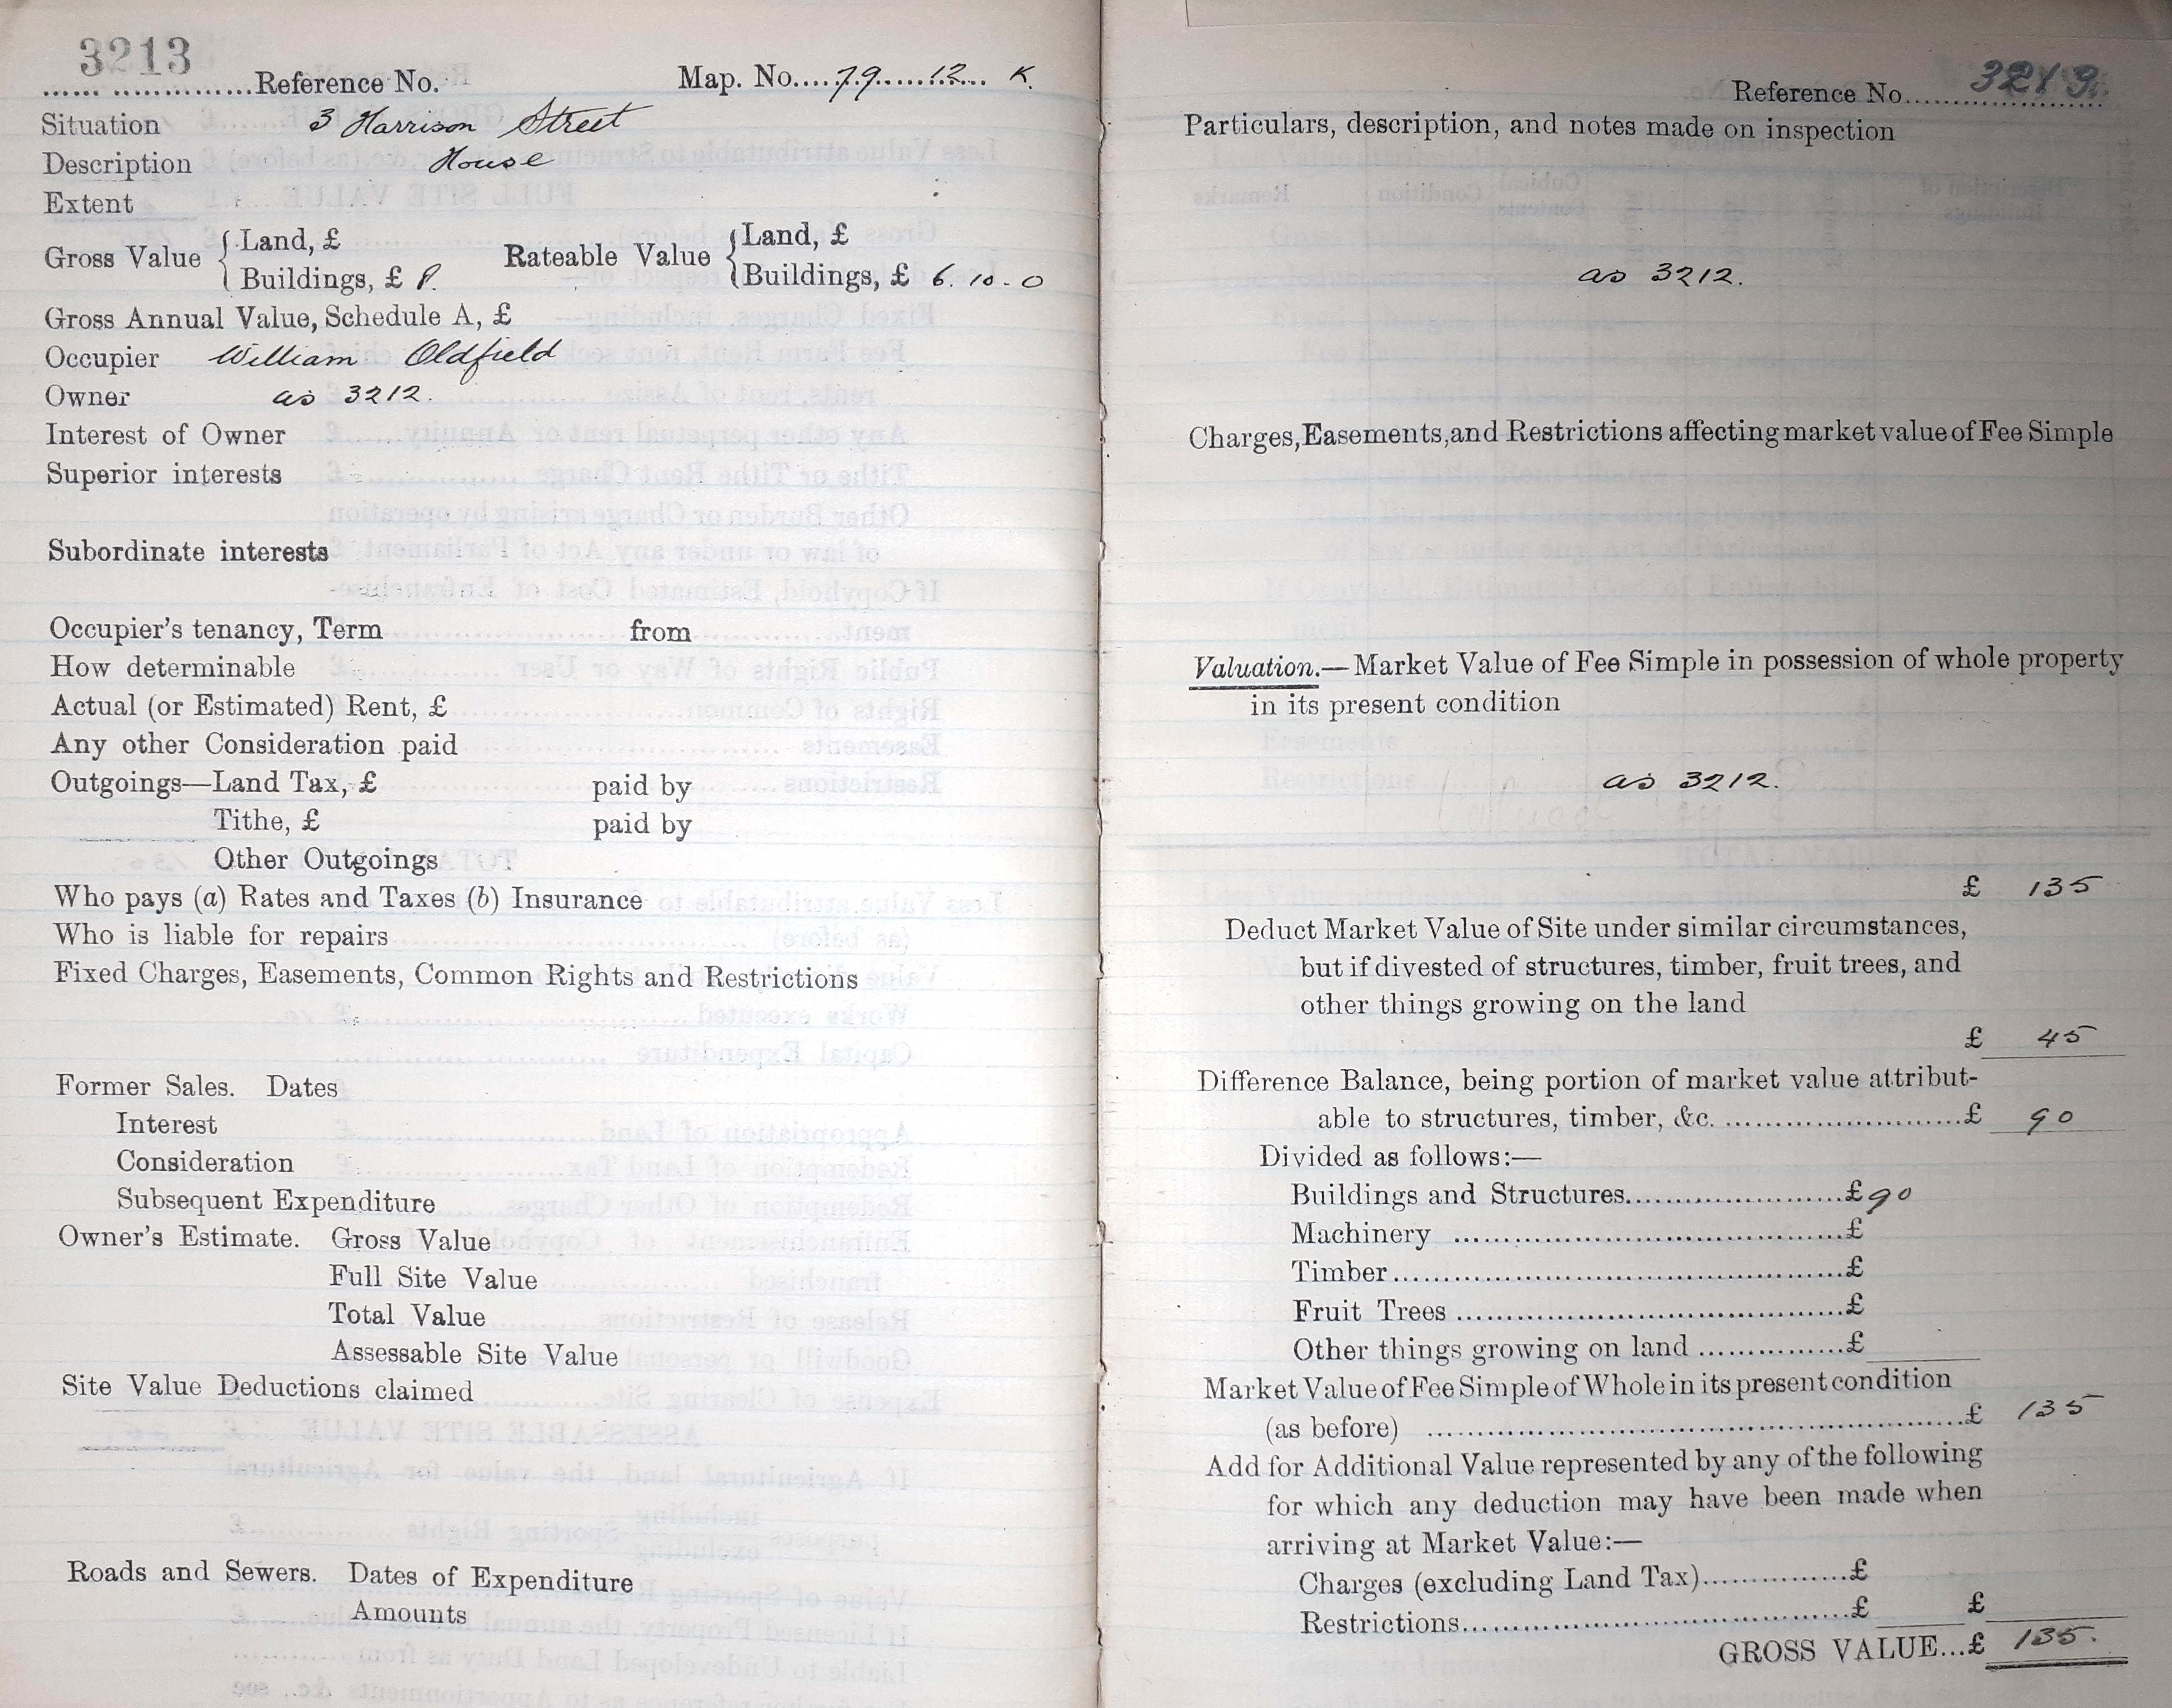 3213
Reference No. Map. No....79.....12... K.
Situation 3 Harrison Street
Description House
Extent
Gross Value { Land, £ Rateable Value { Land, £
Buildings, £ 8. Buildings, £ 6. 10. 0
Gross Annual Value, Schedule A, £
Occupier William Oldfield
Owner as 3212.
Interest of Owner
Superior interests
Subordinate interests
Occupier's tenancy, Term from
How determinable
Actual (or Estimated) Rent, £
Any other Consideration paid
Outgoings—Land Tax, £ paid by
Tithe, £ paid by
Other Outgoings
Who pays (a) Rates and Taxes (b) Insurance
Who is liable for repairs
Fixed Charges, Easements, Common Rights and Restrictions
Former Sales. Dates
Interest
Consideration
Subsequent Expenditure
Owner's Estimate. Gross Value
Full Site Value
Total Value
Assessable Site Value
Site Value Deductions claimed
Roads and Sewers. Dates of Expenditure
Amounts
Reference No. 3213.
Particulars, description, and notes made on inspection
as 3212.
Charges, Easements, and Restrictions affecting market value of Fee Simple
Valuation.—Market Value of Fee Simple in possession of whole property
in its present condition
as 3212.
£ 135
Deduct Market Value of Site under similar circumstances,
but if divested of structures, timber, fruit trees, and
other things growing on the land
£ 45
Difference Balance, being portion of market value attribut-
able to structures, timber, &c. ........................£ 90
Divided as follows:—
Buildings and Structures......................£ 90
Machinery ......................................£
Timber............................................£
Fruit Trees ......................................£
Other things growing on land ...............£
Market Value of Fee Simple of Whole in its present condition
(as before) ......................................................£ 135
Add for Additional Value represented by any of the following
for which any deduction may have been made when
arriving at Market Value:—
Charges (excluding Land Tax)...............£
Restrictions......................................£ £
GROSS VALUE...£ 135.